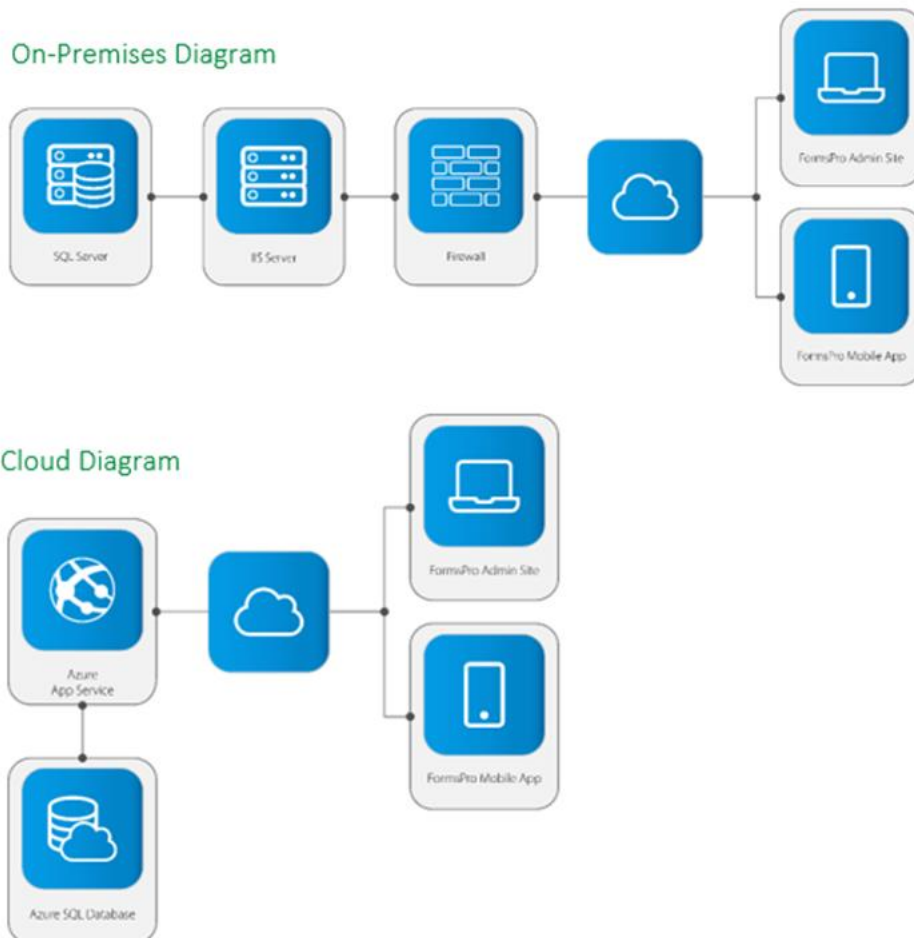 On-Premises Diagram
SQL Server
IIS Server
Firewall
FormsPro Admin Site
FormsPro Mobile App
Cloud Diagram
FormsPro Admin Site
Azure
App Service
FormsPro Mobile App
Azure SQL Database